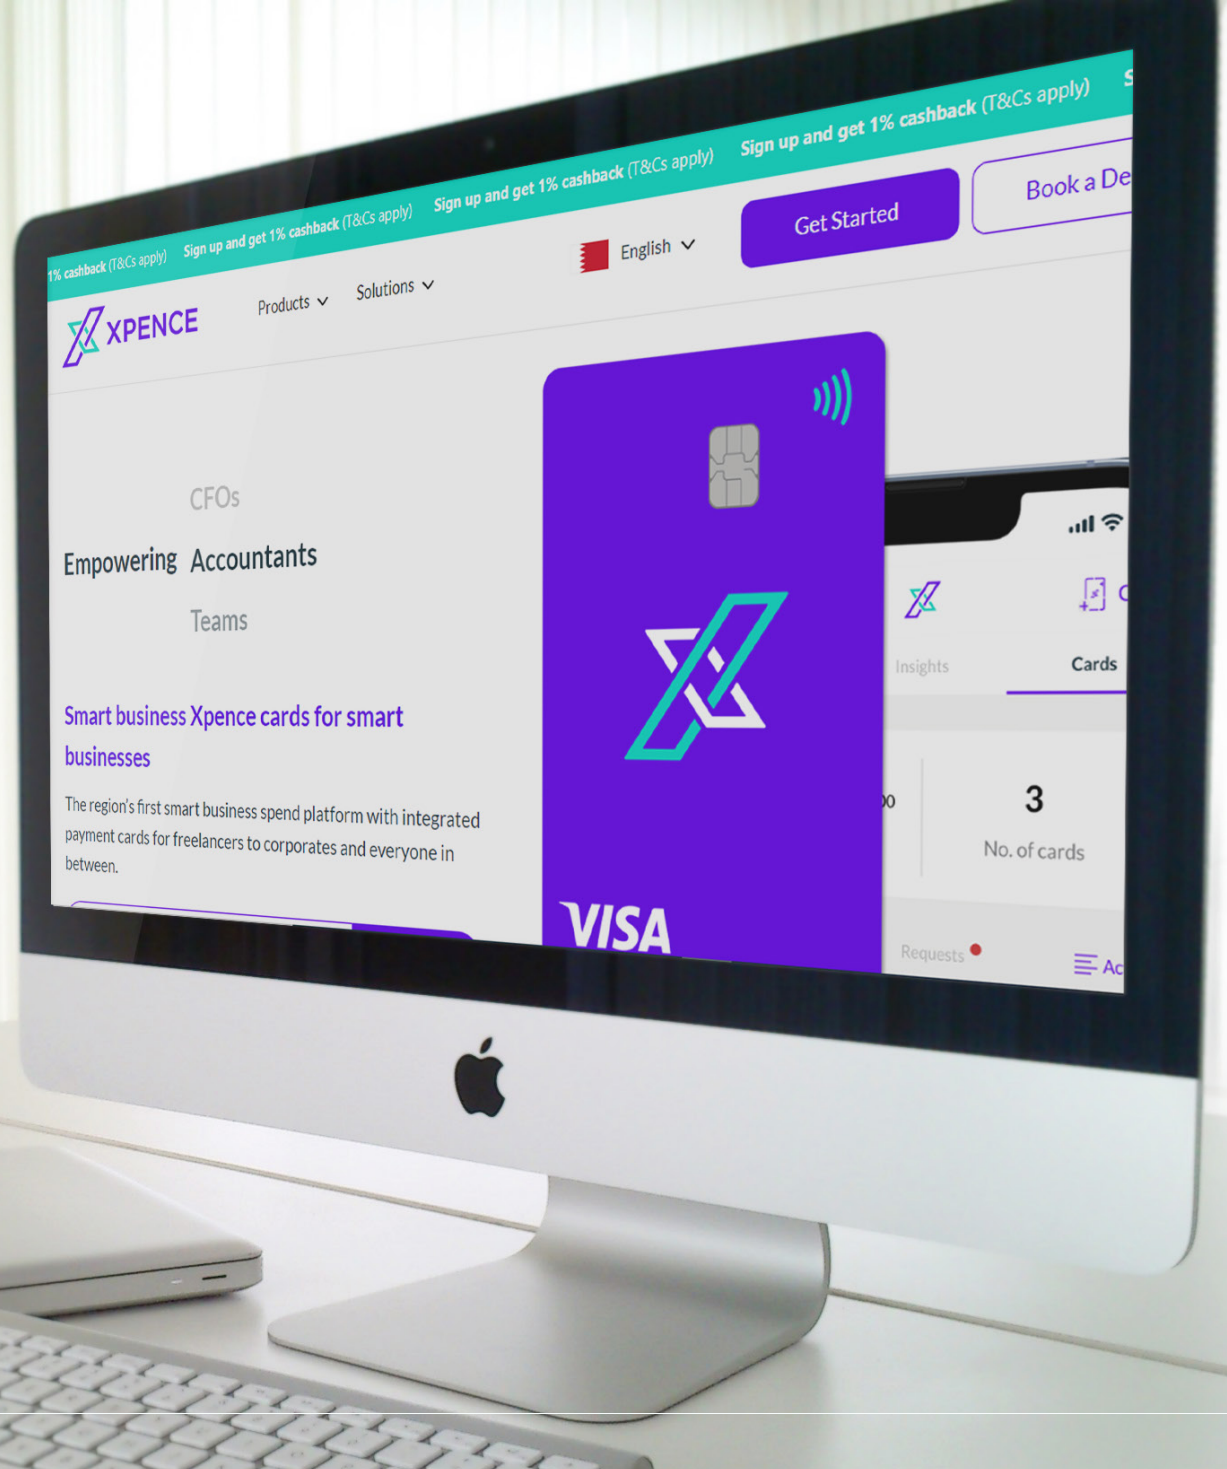 1% cashback (T&Cs apply) Sign up and get 1% cashback (T&Cs apply) Sign up and get 1% cashback (T&Cs apply) Sign up and get 1% cashback (T&Cs apply) S
XPENCE Products Solutions English Get Started Book a De
CFOs
Empowering Accountants
Teams
Smart business Xpence cards for smart
businesses
The region's first smart business spend platform with integrated
payment cards for freelancers to corporates and everyone in
between.
VISA
Insights Cards
3
No. of cards
Requests Ac